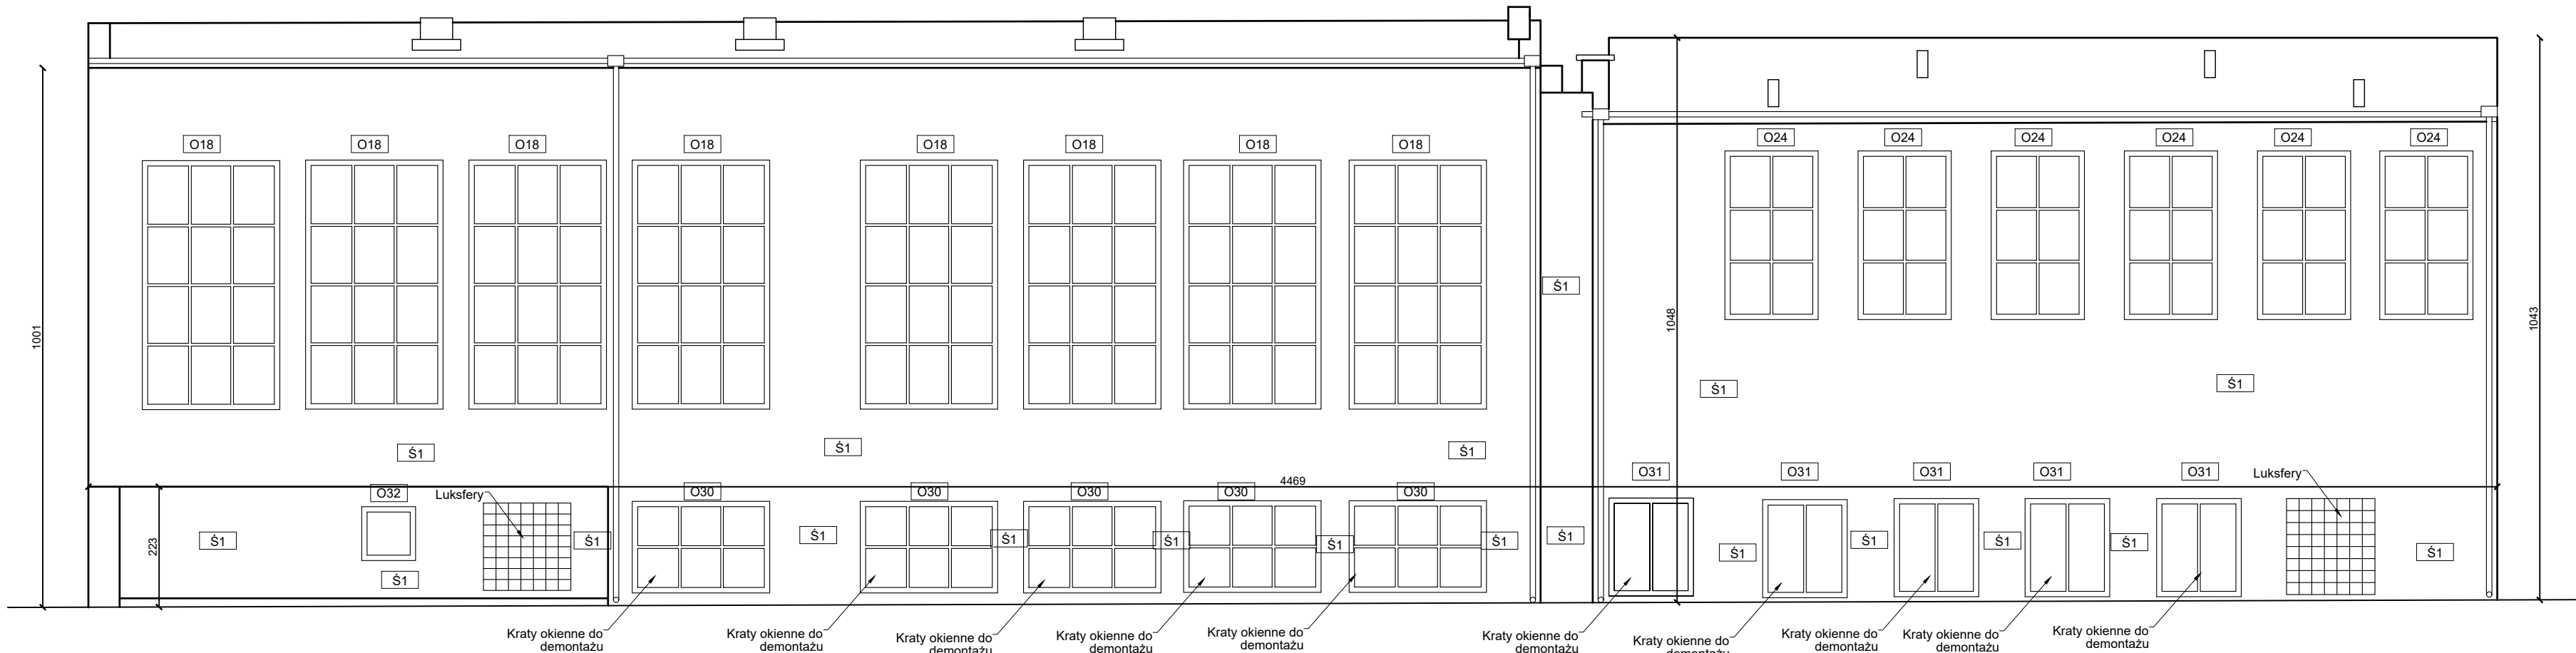 O18 O18 O18 O18 O18 O18 O18 O18 O24 O24 O24 O24 O24 O24
Ś1
1001
1048
1043
Ś1 Ś1
Ś1 Ś1 Ś1
O31 O31 O31 O31 O31 Luksfery
4469
O32 Luksfery O30 O30 O30 O30 O30
223
Ś1 Ś1 Ś1 Ś1 Ś1 Ś1 Ś1 Ś1 Ś1 Ś1 Ś1 Ś1 Ś1
Ś1
Kraty okienne do
demontażu
Kraty okienne do
demontażu
Kraty okienne do
demontażu
Kraty okienne do
demontażu
Kraty okienne do
demontażu
Kraty okienne do
demontażu
Kraty okienne do
demontażu
Kraty okienne do
demontażu
Kraty okienne do
demontażu
Kraty okienne do
demontażu